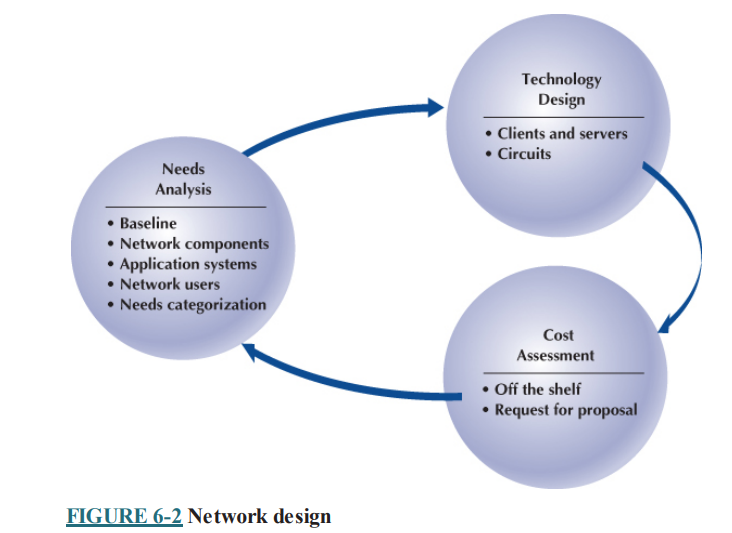 Technology
Design
• Clients and servers
• Circuits
Needs
Analysis
• Baseline
• Network components
• Application systems
• Network users
• Needs categorization
Cost
Assessment
• Off the shelf
• Request for proposal
FIGURE 6-2 Network design